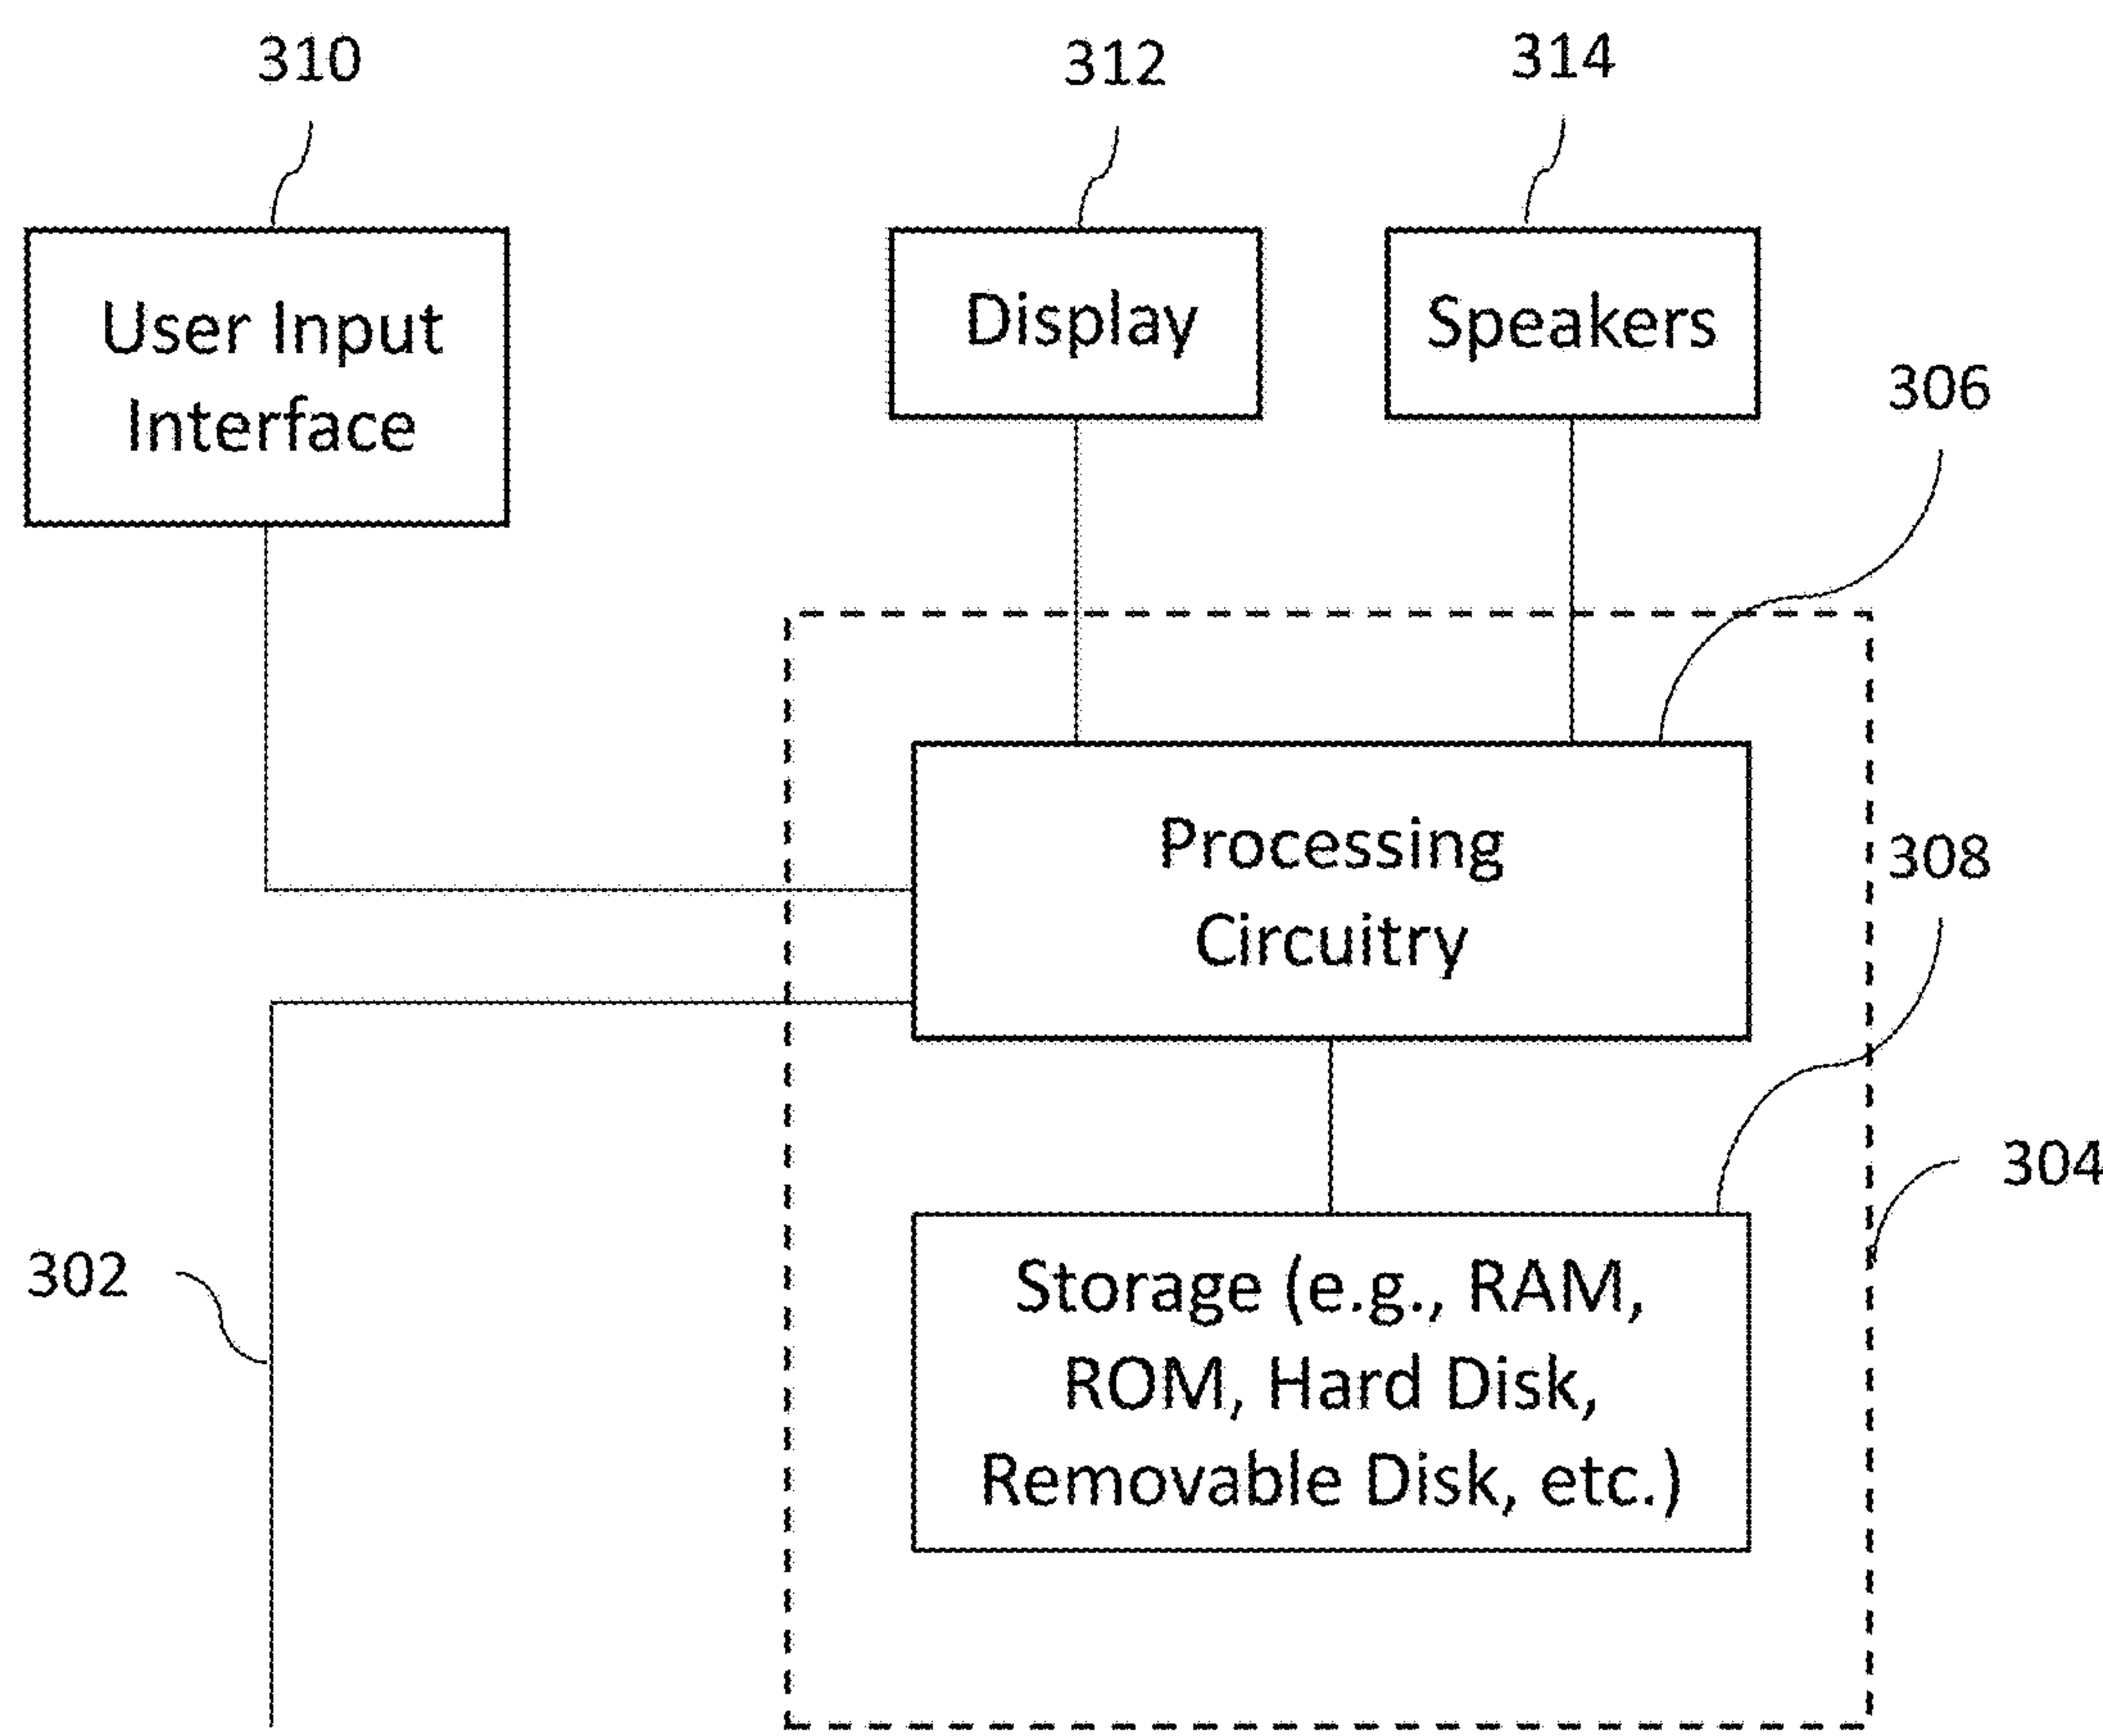 310
312
314
User Input
Interface
Display
Speakers
306
Processing
Circuitry
308
304
302
Storage (e.g., RAM,
ROM, Hard Disk,
Removable Disk, etc.)